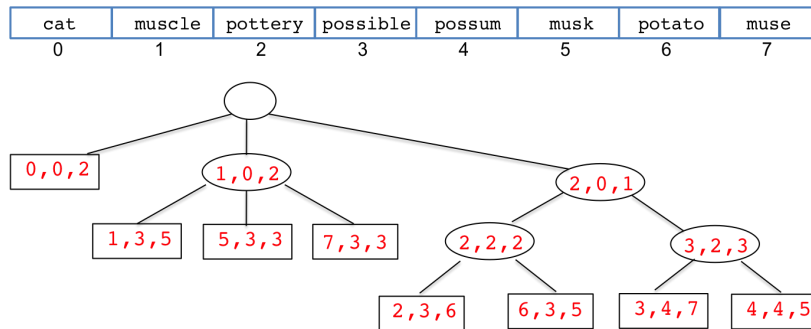 cat muscle pottery possible possum musk potato muse
0 1 2 3 4 5 6 7
0,0,2 1,0,2 2,0,1
1,3,5 5,3,3 7,3,3 2,2,2 3,2,3
2,3,6 6,3,5 3,4,7 4,4,5